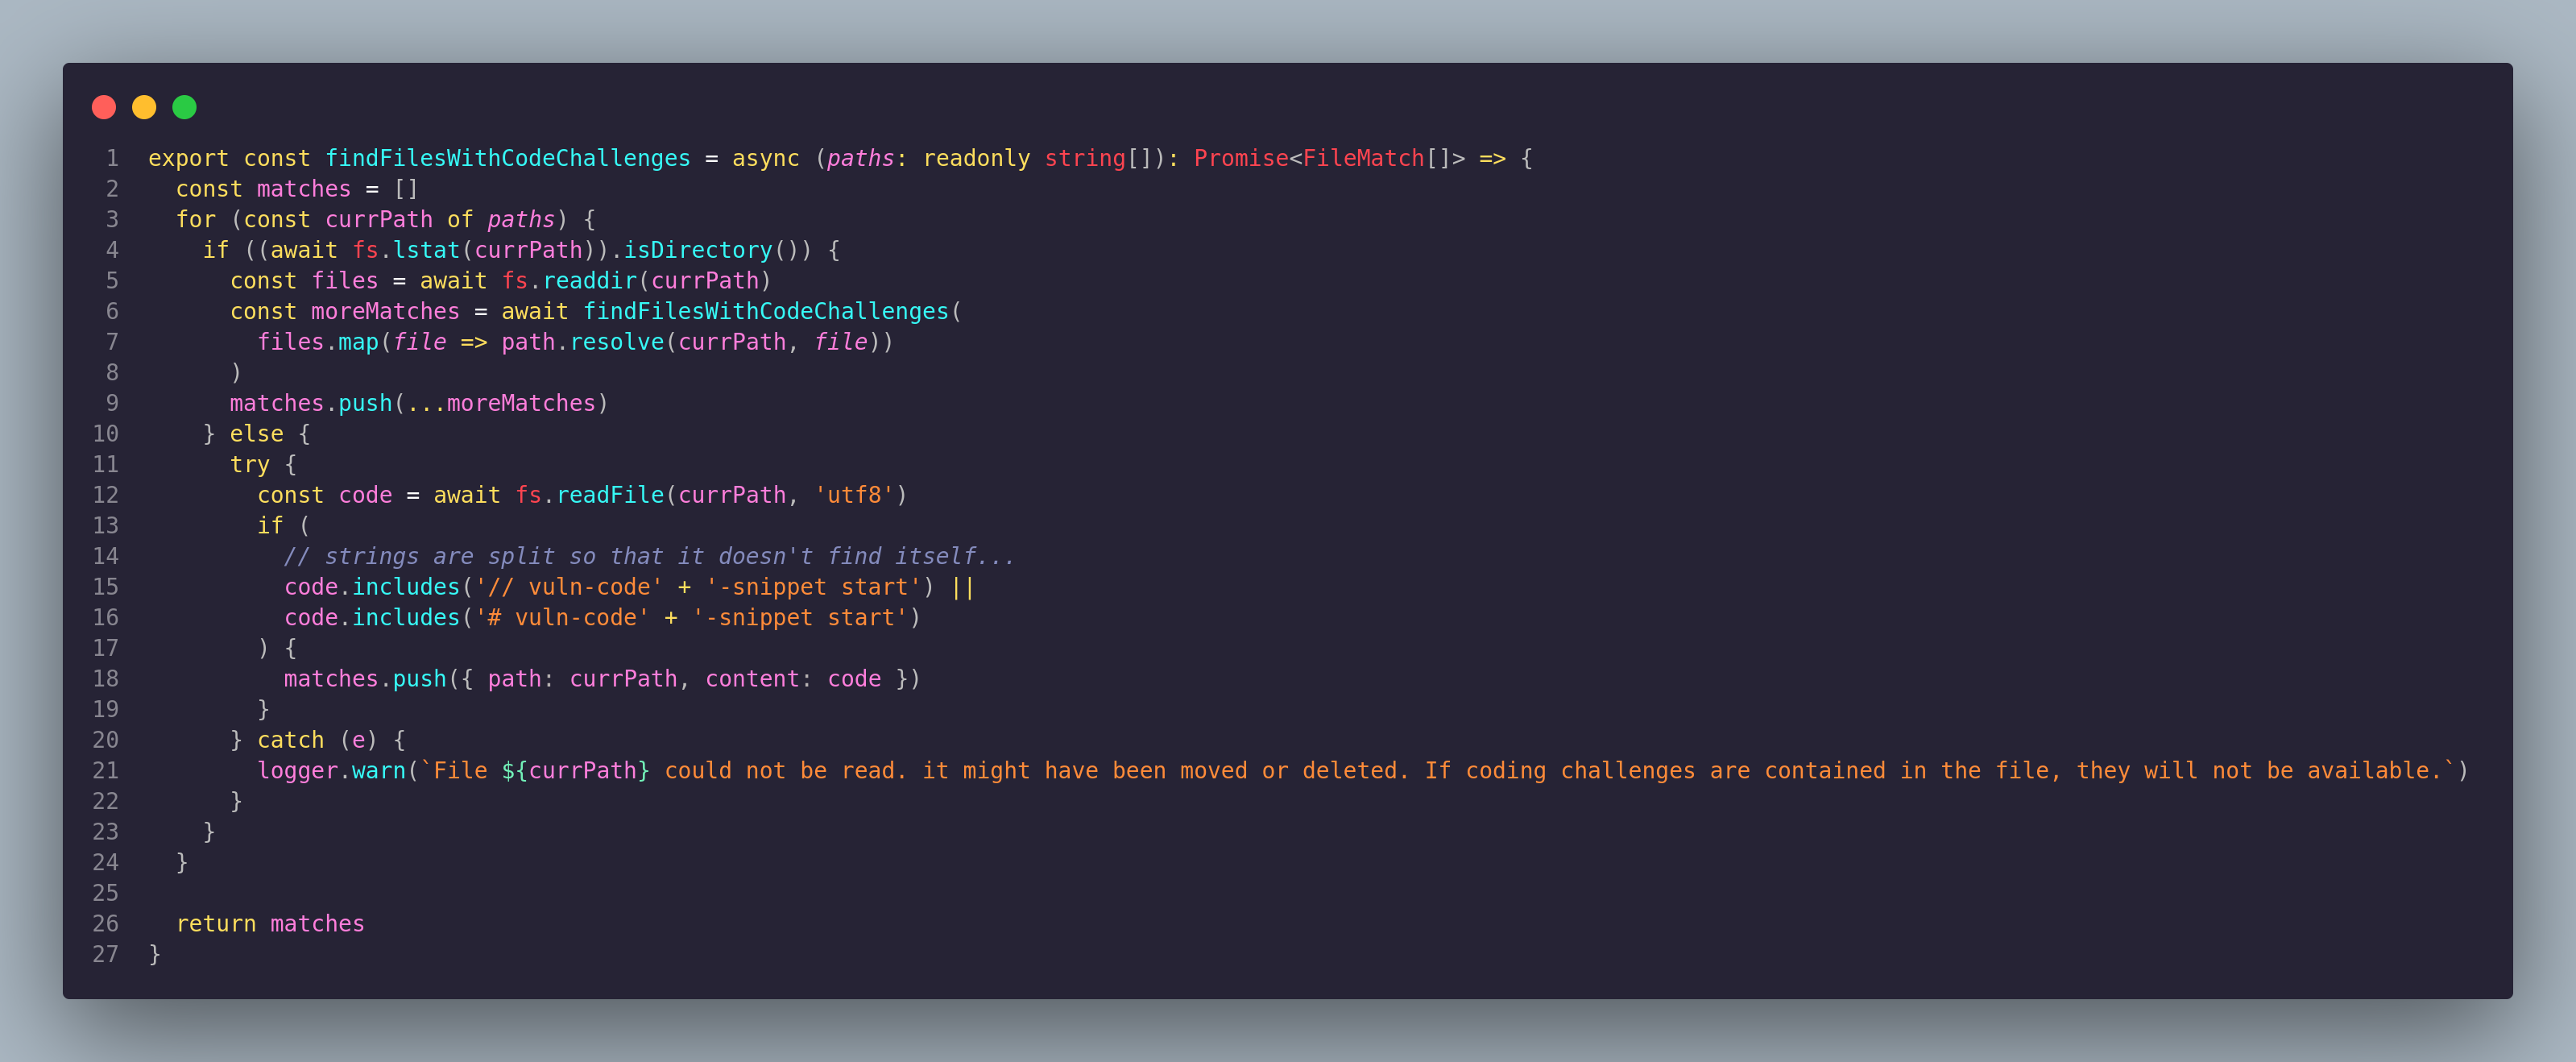 1 export const findFilesWithCodeChallenges = async (paths: readonly string[]): Promise<FileMatch[]> => {
2   const matches = []
3   for (const currPath of paths) {
4     if ((await fs.lstat(currPath)).isDirectory()) {
5       const files = await fs.readdir(currPath)
6       const moreMatches = await findFilesWithCodeChallenges(
7         files.map(file => path.resolve(currPath, file))
8       )
9       matches.push(...moreMatches)
10     } else {
11       try {
12         const code = await fs.readFile(currPath, 'utf8')
13         if (
14           // strings are split so that it doesn't find itself...
15           code.includes('// vuln-code' + '-snippet start') ||
16           code.includes('# vuln-code' + '-snippet start')
17         ) {
18           matches.push({ path: currPath, content: code })
19         }
20       } catch (e) {
21         logger.warn(`File ${currPath} could not be read. it might have been moved or deleted. If coding challenges are contained in the file, they will not be available.`)
22       }
23     }
24   }
25
26   return matches
27 }